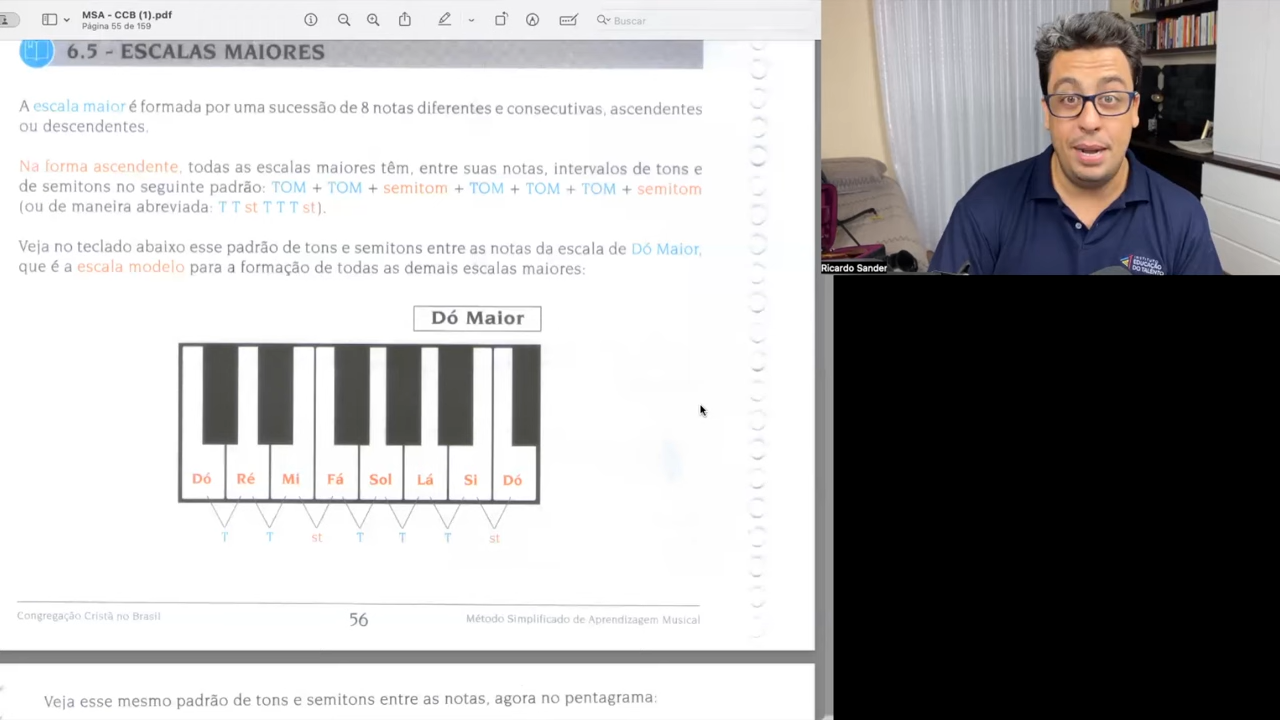 MSA - CCB (1).pdf
Página 55 de 159
Buscar
6.5 - ESCALAS MAIORES
A escala maior é formada por uma sucessão de 8 notas diferentes e consecutivas, ascendentes
ou descendentes.
Na forma ascendente, todas as escalas maiores têm, entre suas notas, intervalos de tons e
de semitons no seguinte padrão: TOM + TOM + semitom + TOM + TOM + TOM + semitom
(ou de maneira abreviada: T T st T T T st).
Veja no teclado abaixo esse padrão de tons e semitons entre as notas da escala de Dó Maior,
que é a escala modelo para a formação de todas as demais escalas maiores:
Dó Maior
Dó Ré Mi Fá Sol Lá Si Dó
T T st T T T st
Congregação Cristã no Brasil 56 Método Simplificado de Aprendizagem Musical
Veja esse mesmo padrão de tons e semitons entre as notas, agora no pentagrama:
Ricardo Sander
INSTITUTO
EDUCAÇÃO
DO TALENTO